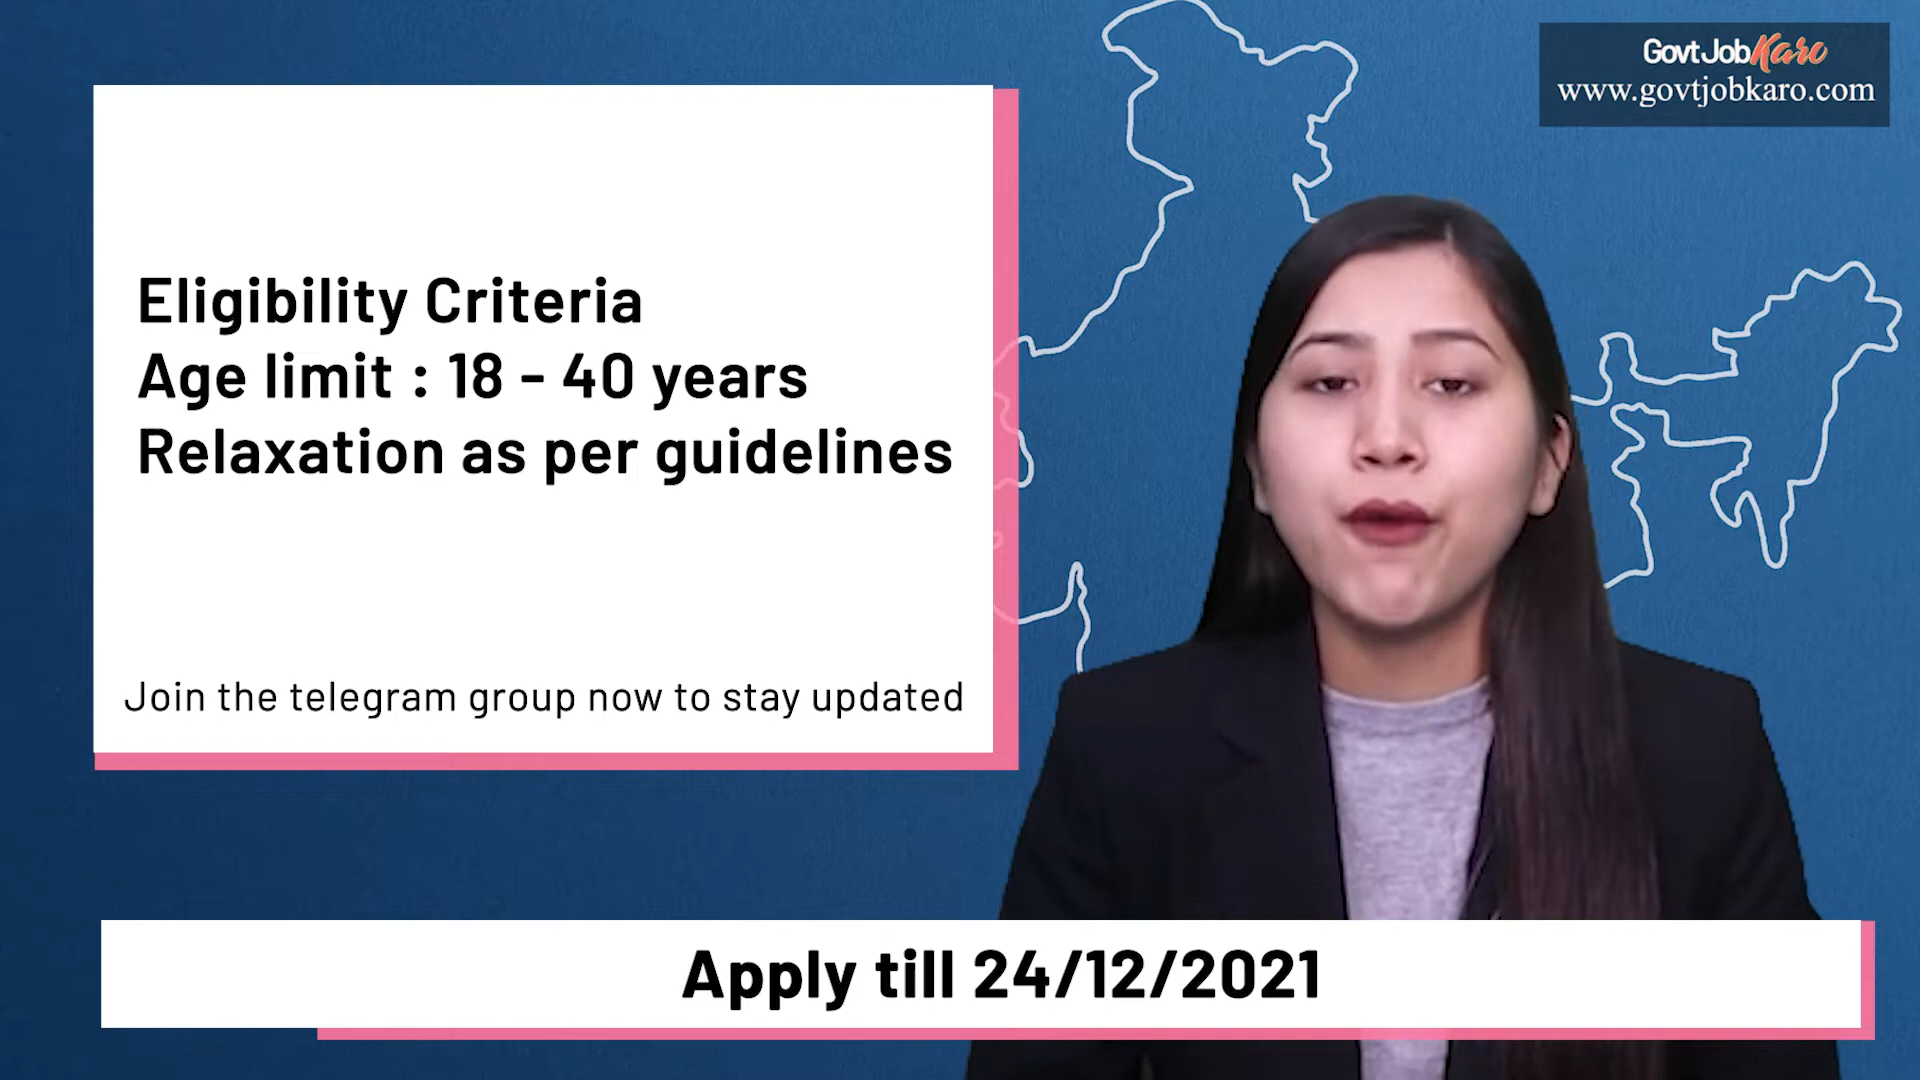 GovtJobKaro
www.govtjobkaro.com
Eligibility Criteria
Age limit : 18 - 40 years
Relaxation as per guidelines
Join the telegram group now to stay updated
Apply till 24/12/2021